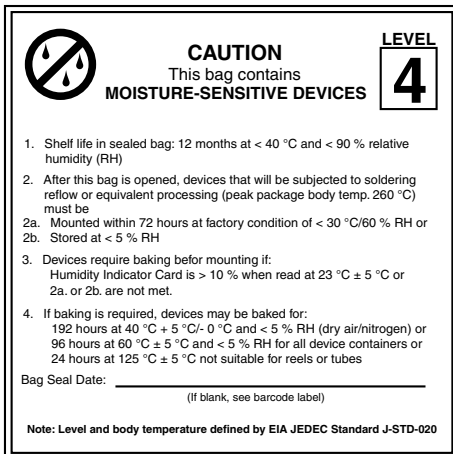 LEVEL
CAUTION
4
This bag contains
MOISTURE-SENSITIVE DEVICES
1. Shelf life in sealed bag: 12 months at < 40 °C and < 90 % relative
humidity (RH)
2. After this bag is opened, devices that will be subjected to soldering
reflow or equivalent processing (peak package body temp. 260 °C)
must be
2a. Mounted within 72 hours at factory condition of < 30 °C/60 % RH or
2b. Stored at < 5 % RH
3. Devices require baking befor mounting if:
Humidity Indicator Card is > 10 % when read at 23 °C ± 5 °C or
2a. or 2b. are not met.
4. If baking is required, devices may be baked for:
192 hours at 40 °C + 5 °C/- 0 °C and < 5 % RH (dry air/nitrogen) or
96 hours at 60 °C ± 5 °C and < 5 % RH for all device containers or
24 hours at 125 °C ± 5 °C not suitable for reels or tubes
Bag Seal Date:
(If blank, see barcode label)
Note: Level and body temperature defined by EIA JEDEC Standard J-STD-020